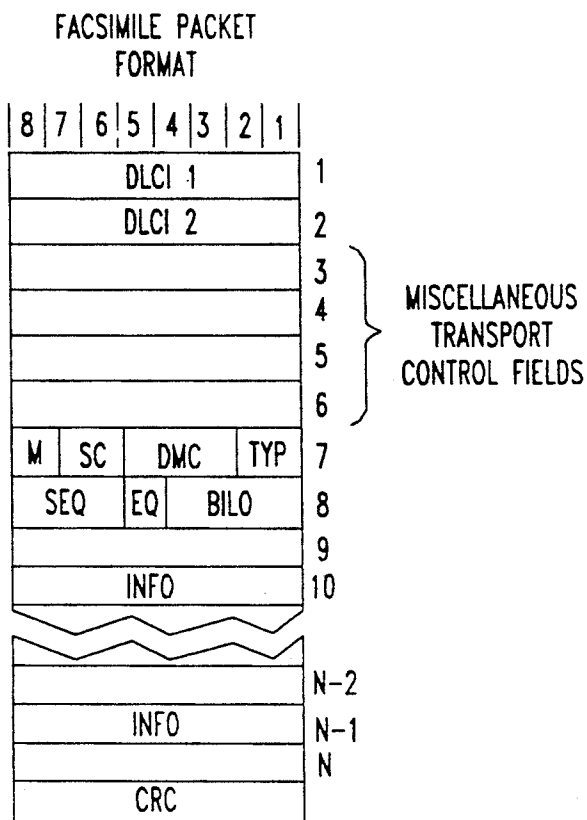 FACSIMILE PACKET
FORMAT
8 7 6 5 4 3 2 1
DLCI 1 1
DLCI 2 2
3
4
5
6
MISCELLANEOUS
TRANSPORT
CONTROL FIELDS
M SC DMC TYP 7
SEQ EQ BILO 8
9
INFO 10
N-2
INFO N-1
N
CRC